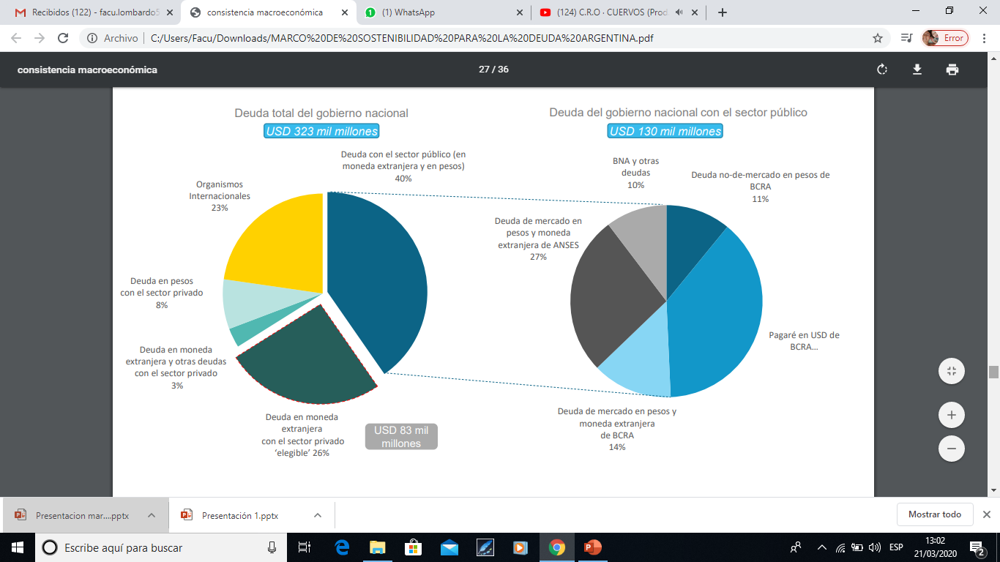 Recibidos (122) - facu.lombardo5
consistencia macroeconómica
(1) WhatsApp
(124) C.R.O · CUERVOS (Prod.
Archivo
C:/Users/Facu/Downloads/MARCO%20DE%20SOSTENIBILIDAD%20PARA%20LA%20DEUDA%20ARGENTINA.pdf
Error
consistencia macroeconómica
27 / 36
Deuda total del gobierno nacional
USD 323 mil millones
Deuda con el sector público (en
moneda extranjera y en pesos)
40%
Organismos
Internacionales
23%
Deuda en pesos
con el sector privado
8%
Deuda en moneda
extranjera y otras deudas
con el sector privado
3%
Deuda en moneda
extranjera
con el sector privado
‘elegible’ 26%
USD 83 mil
millones
Deuda del gobierno nacional con el sector público
USD 130 mil millones
BNA y otras
deudas
10%
Deuda no-de-mercado en pesos de
BCRA
11%
Deuda de mercado en
pesos y moneda
extranjera de ANSES
27%
Pagaré en USD de
BCRA...
Deuda de mercado en pesos y
moneda extranjera
de BCRA
14%
Presentacion mar....pptx
Presentación 1.pptx
Mostrar todo
Escribe aquí para buscar
ESP
13:02
21/03/2020
2